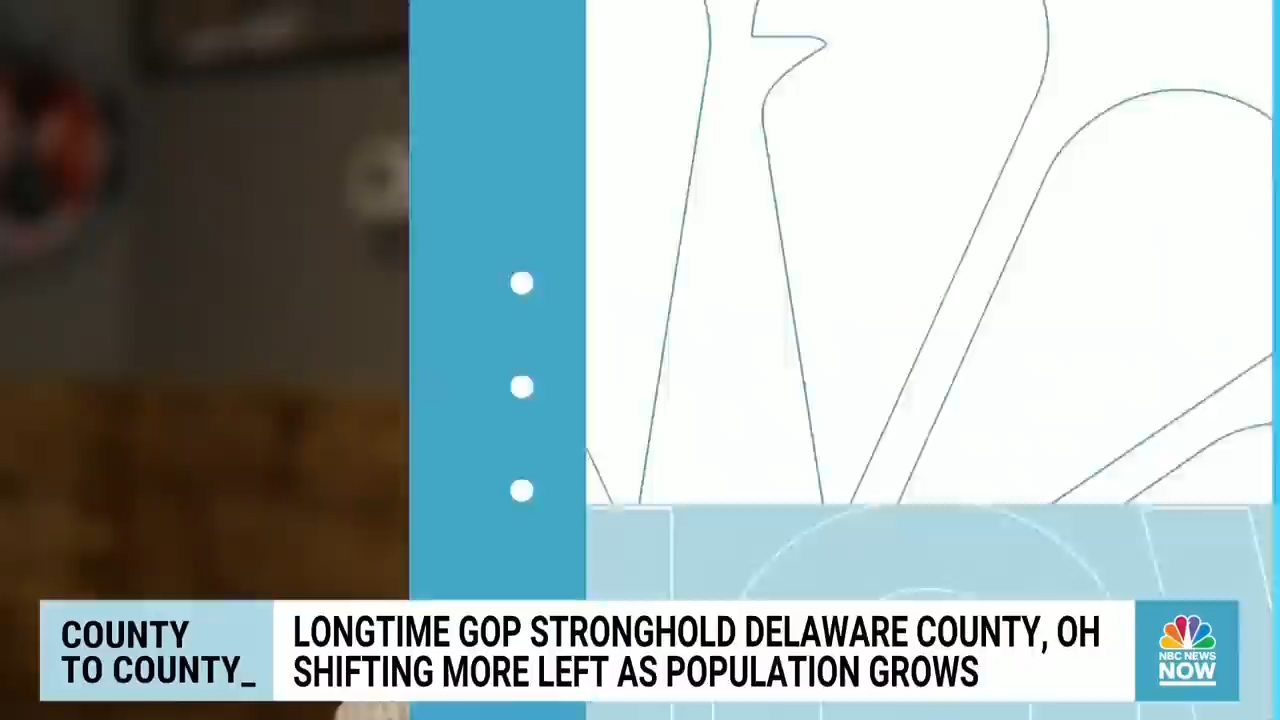 COUNTY
TO COUNTY_
LONGTIME GOP STRONGHOLD DELAWARE COUNTY, OH
SHIFTING MORE LEFT AS POPULATION GROWS
NBC NEWS
NOW